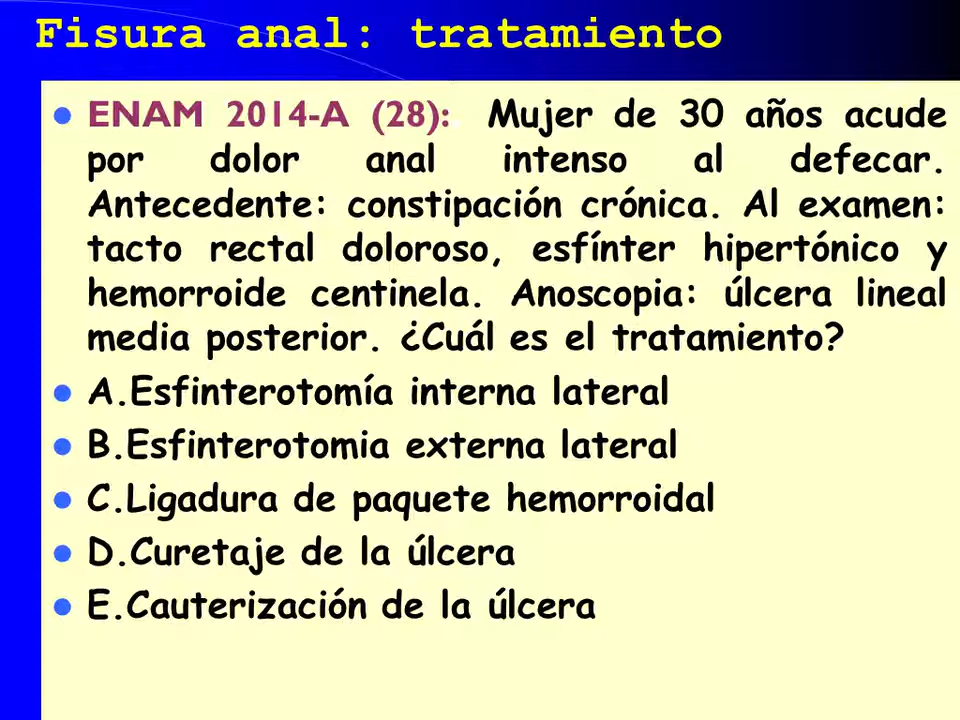 Fisura anal: tratamiento
ENAM 2014-A (28):. Mujer de 30 años acude
por dolor anal intenso al defecar.
Antecedente: constipación crónica. Al examen:
tacto rectal doloroso, esfínter hipertónico y
hemorroide centinela. Anoscopia: úlcera lineal
media posterior. ¿Cuál es el tratamiento?
A.Esfinterotomía interna lateral
B.Esfinterotomia externa lateral
C.Ligadura de paquete hemorroidal
D.Curetaje de la úlcera
E.Cauterización de la úlcera